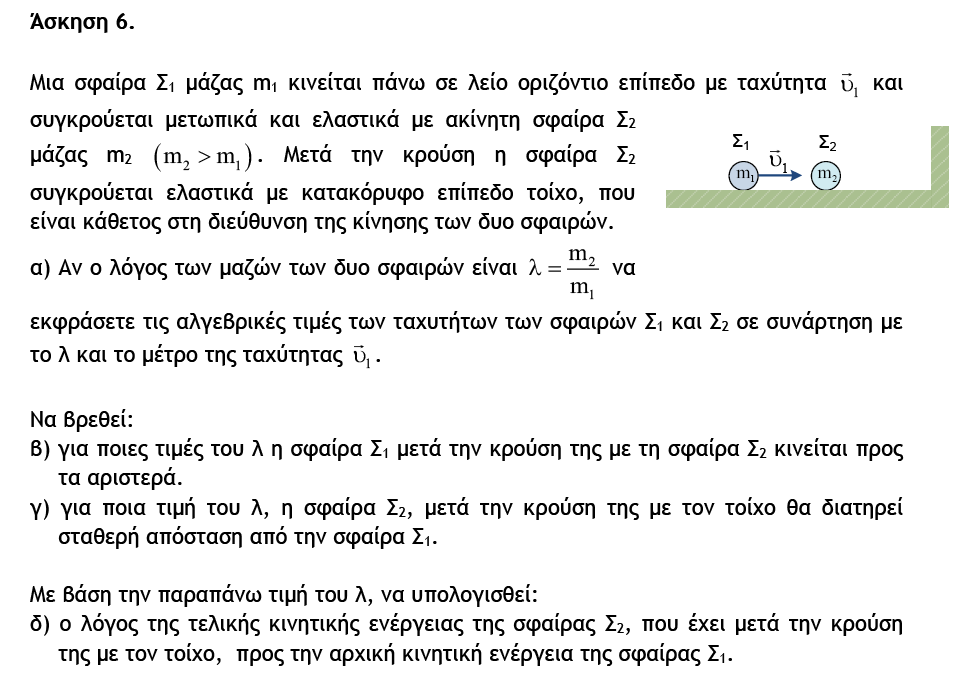 Άσκηση 6.
Μια σφαίρα Σ₁ μάζας m₁ κινείται πάνω σε λείο οριζόντιο επίπεδο με ταχύτητα υ⃗₁ και
συγκρούεται μετωπικά και ελαστικά με ακίνητη σφαίρα Σ₂
μάζας m₂ (m₂ > m₁). Μετά την κρούση η σφαίρα Σ₂
συγκρούεται ελαστικά με κατακόρυφο επίπεδο τοίχο, που
είναι κάθετος στη διεύθυνση της κίνησης των δυο σφαιρών.
Σ₁ Σ₂
m₁ υ⃗₁ m₂
α) Αν ο λόγος των μαζών των δυο σφαιρών είναι λ = m₂/m₁ να
εκφράσετε τις αλγεβρικές τιμές των ταχυτήτων των σφαιρών Σ₁ και Σ₂ σε συνάρτηση με
το λ και το μέτρο της ταχύτητας υ⃗₁.
Να βρεθεί:
β) για ποιες τιμές του λ η σφαίρα Σ₁ μετά την κρούση της με τη σφαίρα Σ₂ κινείται προς
τα αριστερά.
γ) για ποια τιμή του λ, η σφαίρα Σ₂, μετά την κρούση της με τον τοίχο θα διατηρεί
σταθερή απόσταση από την σφαίρα Σ₁.
Με βάση την παραπάνω τιμή του λ, να υπολογισθεί:
δ) ο λόγος της τελικής κινητικής ενέργειας της σφαίρας Σ₂, που έχει μετά την κρούση
της με τον τοίχο, προς την αρχική κινητική ενέργεια της σφαίρας Σ₁.